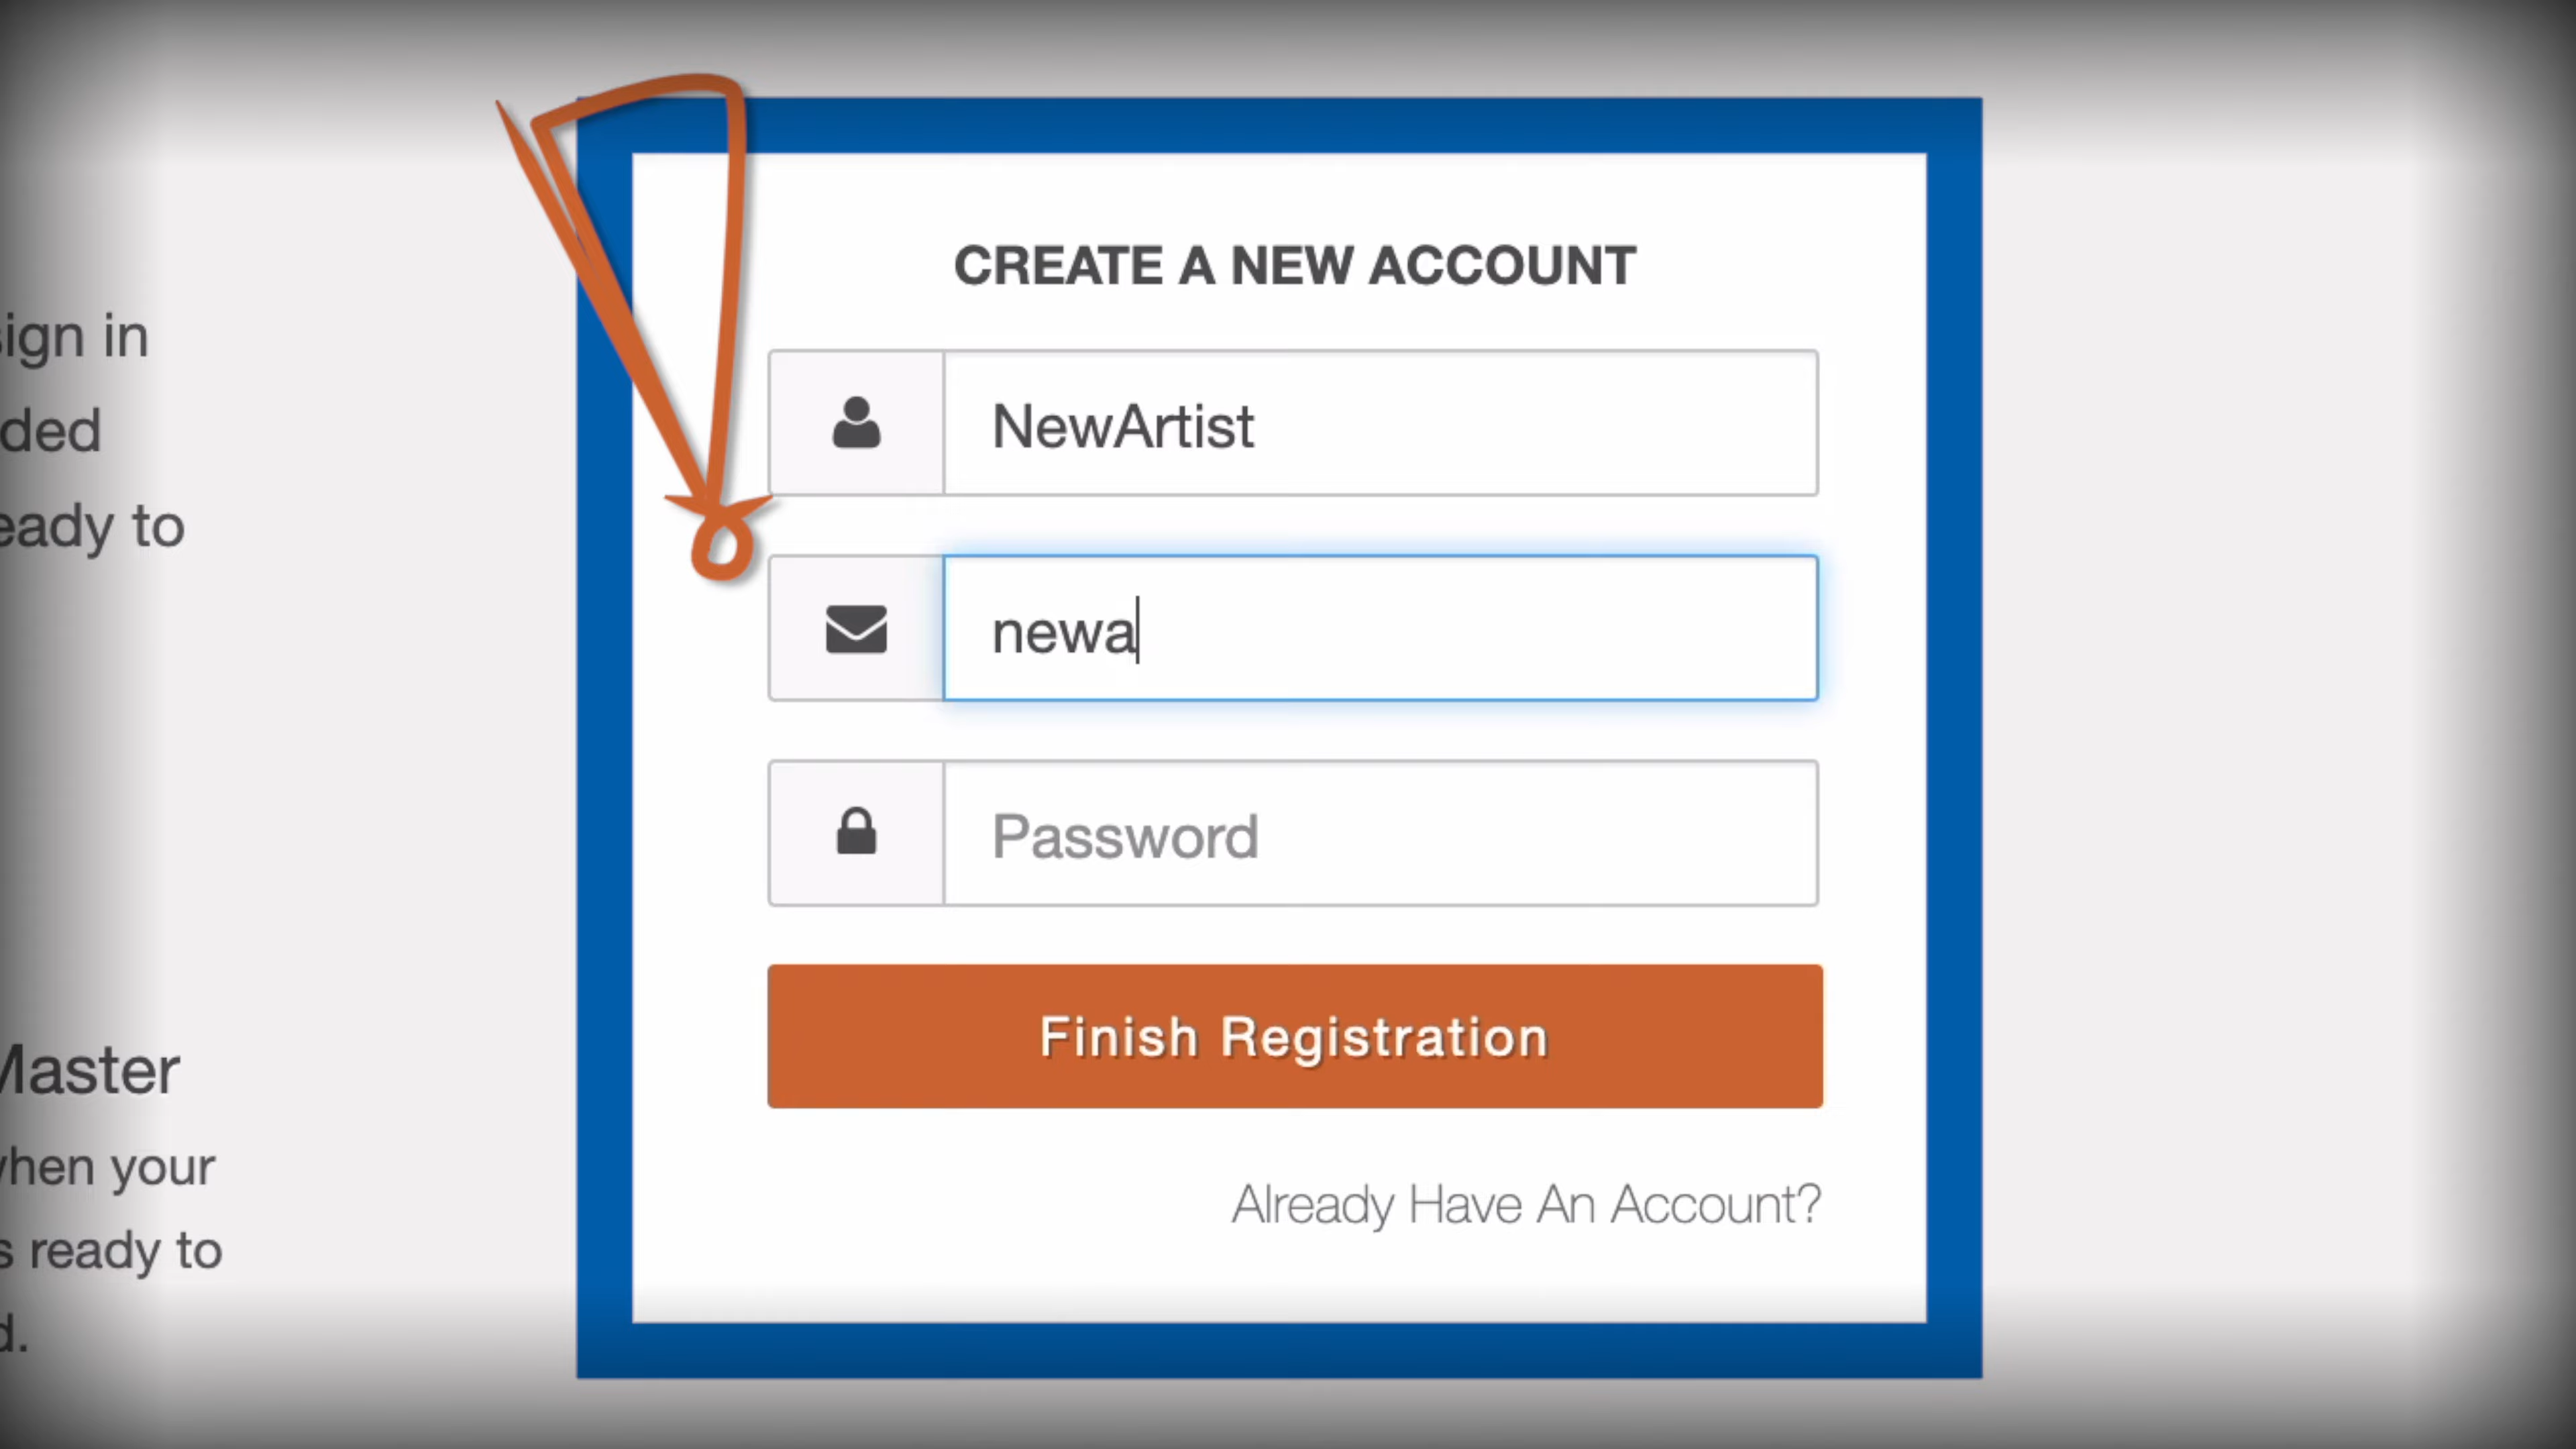 ign in
ded
eady to
Master
when your
s ready to
d.
CREATE A NEW ACCOUNT
NewArtist
newa
Password
Finish Registration
Already Have An Account?